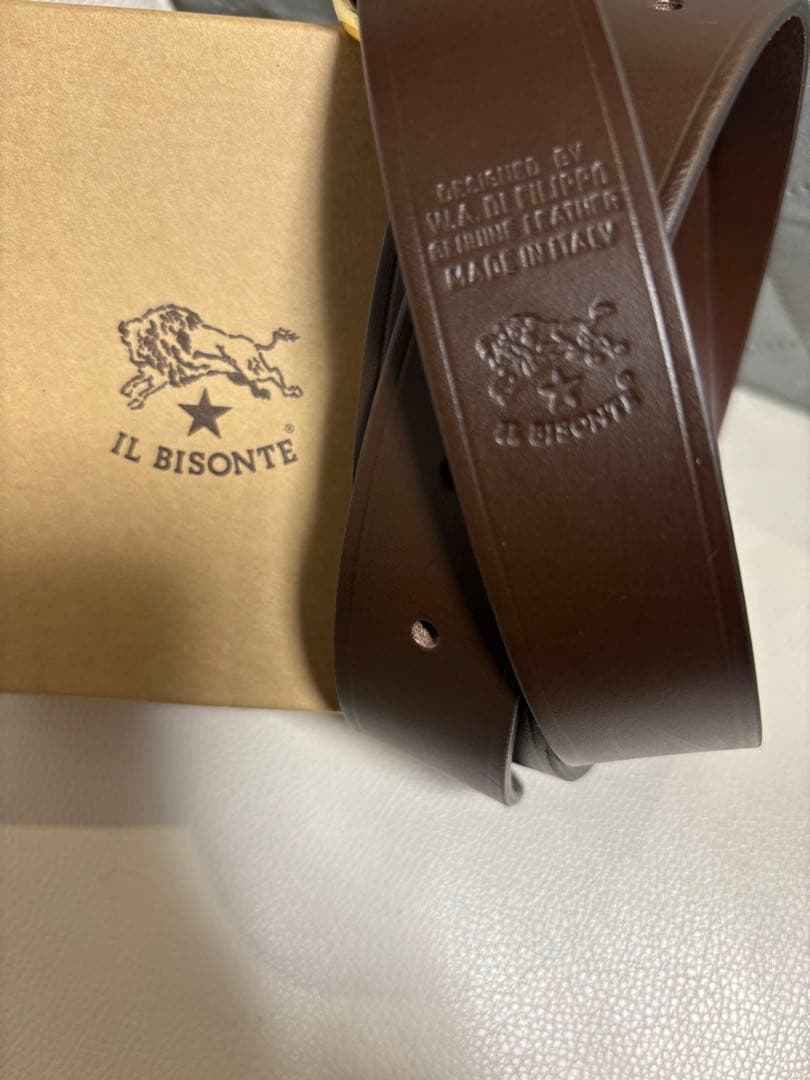 IL BISONTE®
DESIGNED BY
W.A. DI FILIPPO
GENUINE LEATHER
MADE IN ITALY
IL BISONTE®